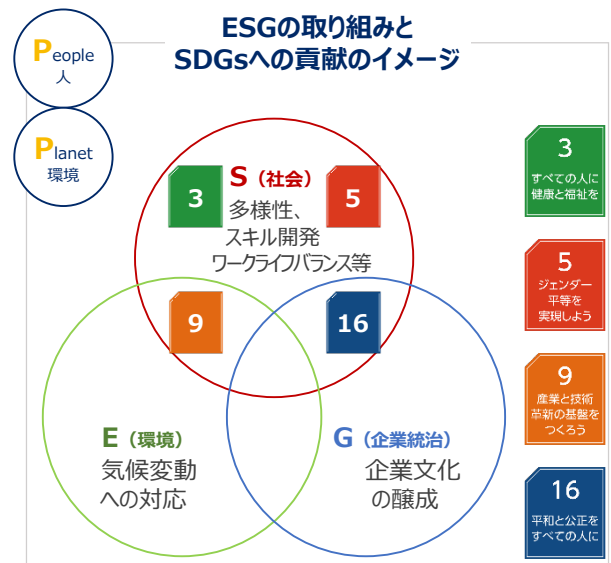 ESGの取り組みと
SDGsへの貢献のイメージ
People
人
Planet
環境
S（社会）
3
5
多様性、
スキル開発
ワークライフバランス等
9
16
E（環境）
気候変動
への対応
G（企業統治）
企業文化
の醸成
3
すべての人に
健康と福祉を
5
ジェンダー
平等を
実現しよう
9
産業と技術
革新の基盤を
つくろう
16
平和と公正を
すべての人に